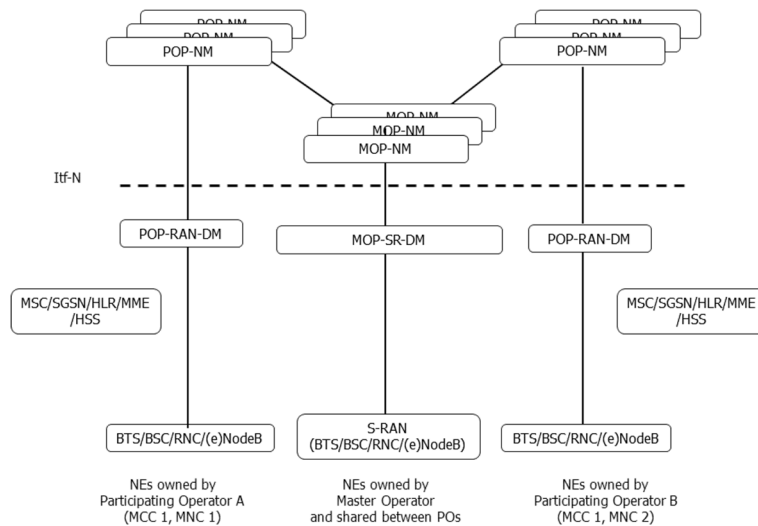 POP-NM
POP-NM
POP-NM
POP-NM
POP-NM
POP-NM
MOP-NM
MOP-NM
MOP-NM
Itf-N
POP-RAN-DM
MOP-SR-DM
POP-RAN-DM
MSC/SGSN/HLR/MME
/HSS
MSC/SGSN/HLR/MME
/HSS
BTS/BSC/RNC/(e)NodeB
S-RAN
(BTS/BSC/RNC/(e)NodeB)
BTS/BSC/RNC/(e)NodeB
NEs owned by
Participating Operator A
(MCC 1, MNC 1)
NEs owned by
Master Operator
and shared between POs
NEs owned by
Participating Operator B
(MCC 1, MNC 2)